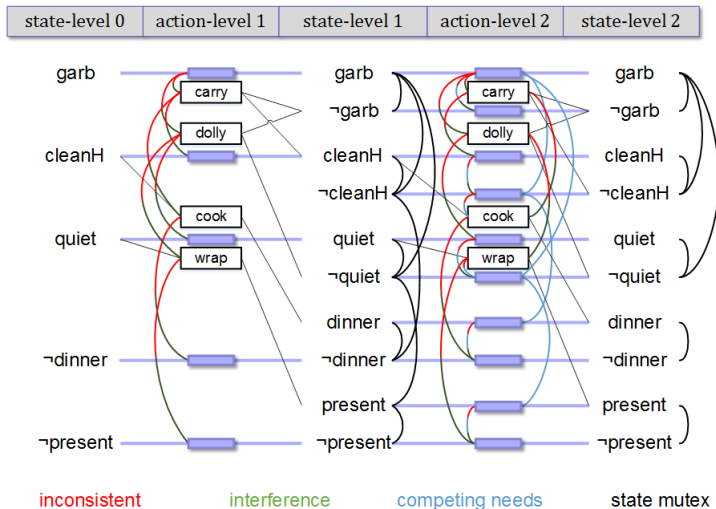 state-level 0 action-level 1 state-level 1 action-level 2 state-level 2
garb garb garb
carry carry
¬garb ¬garb
dolly dolly
cleanH cleanH cleanH
¬cleanH ¬cleanH
cook cook
quiet quiet quiet
wrap wrap
¬quiet ¬quiet
dinner dinner
¬dinner ¬dinner ¬dinner
present present
¬present ¬present ¬present
inconsistent interference competing needs state mutex